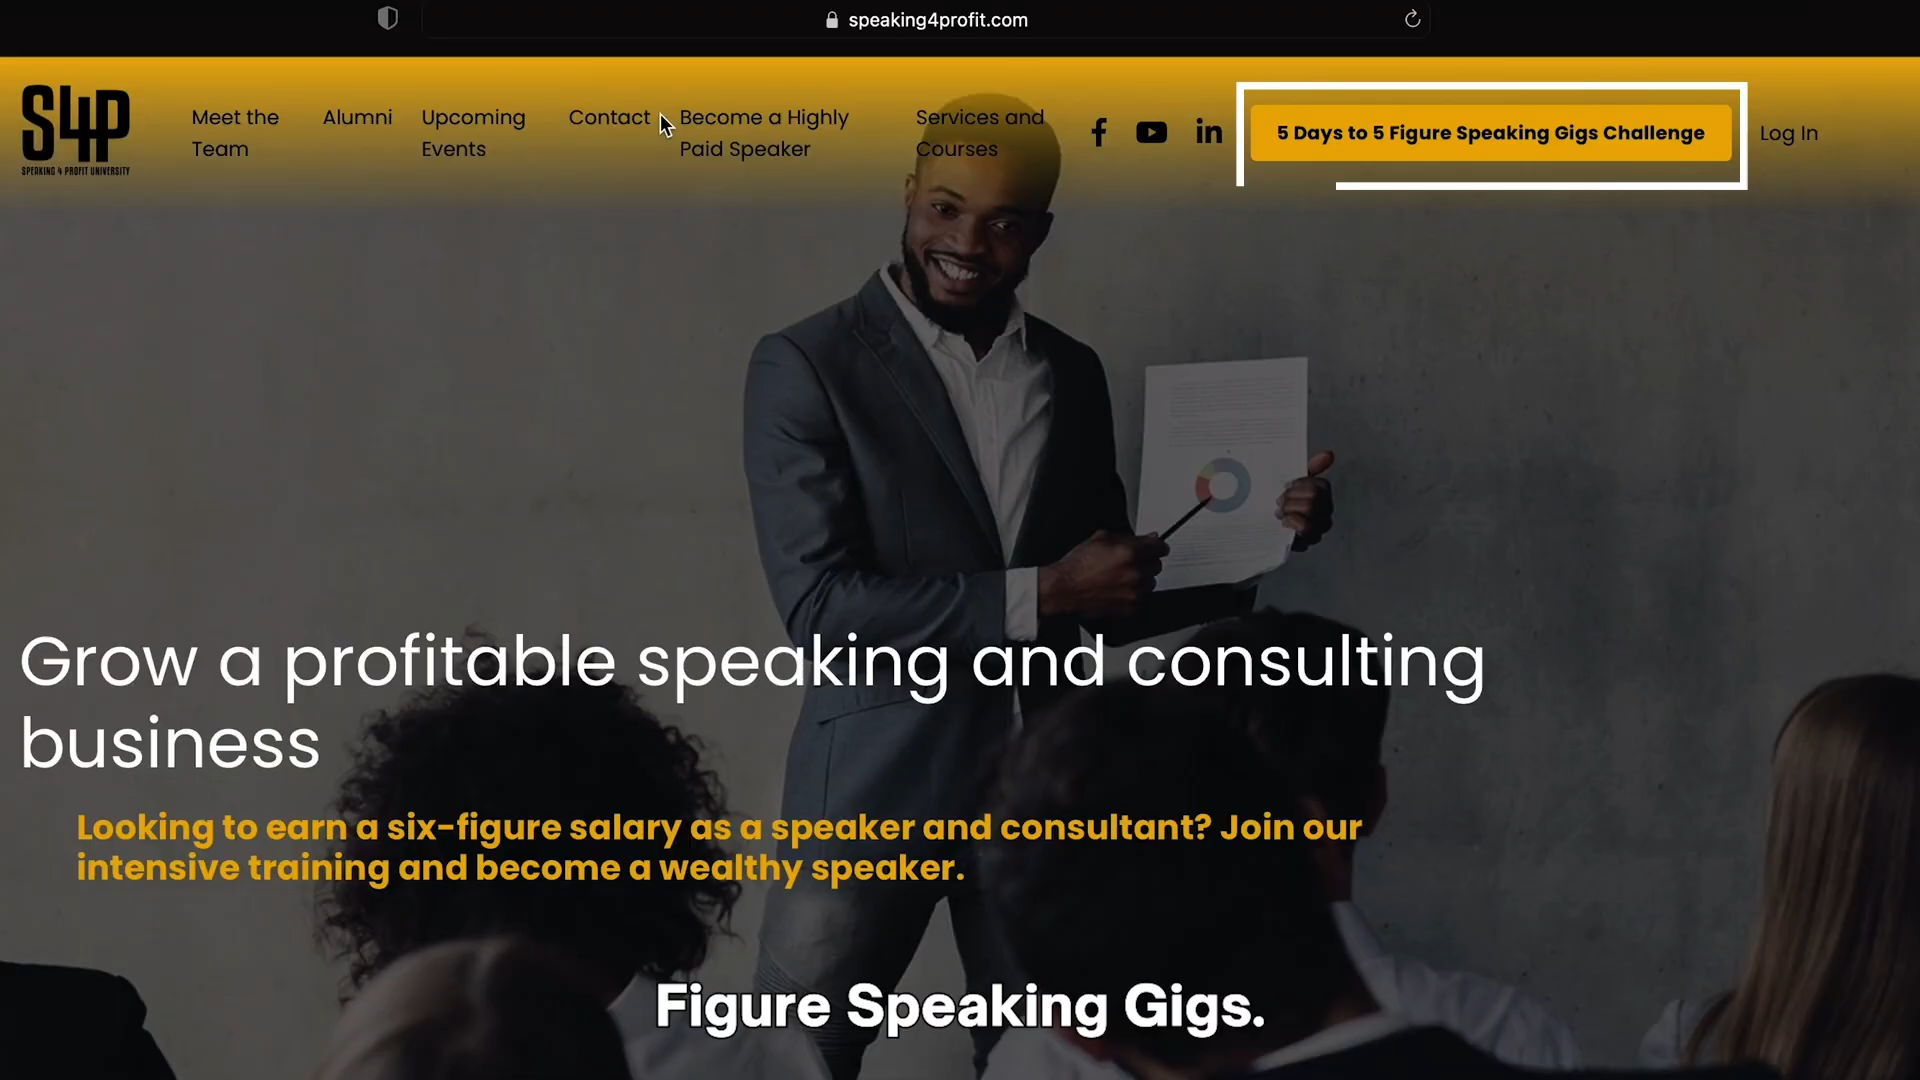 speaking4profit.com
S4P
SPEAKING 4 PROFIT UNIVERSITY
Meet the
Team
Alumni
Upcoming
Events
Contact
Become a Highly
Paid Speaker
Services and
Courses
5 Days to 5 Figure Speaking Gigs Challenge
Log In
Grow a profitable speaking and consulting
business
Looking to earn a six-figure salary as a speaker and consultant? Join our
intensive training and become a wealthy speaker.
Figure Speaking Gigs.